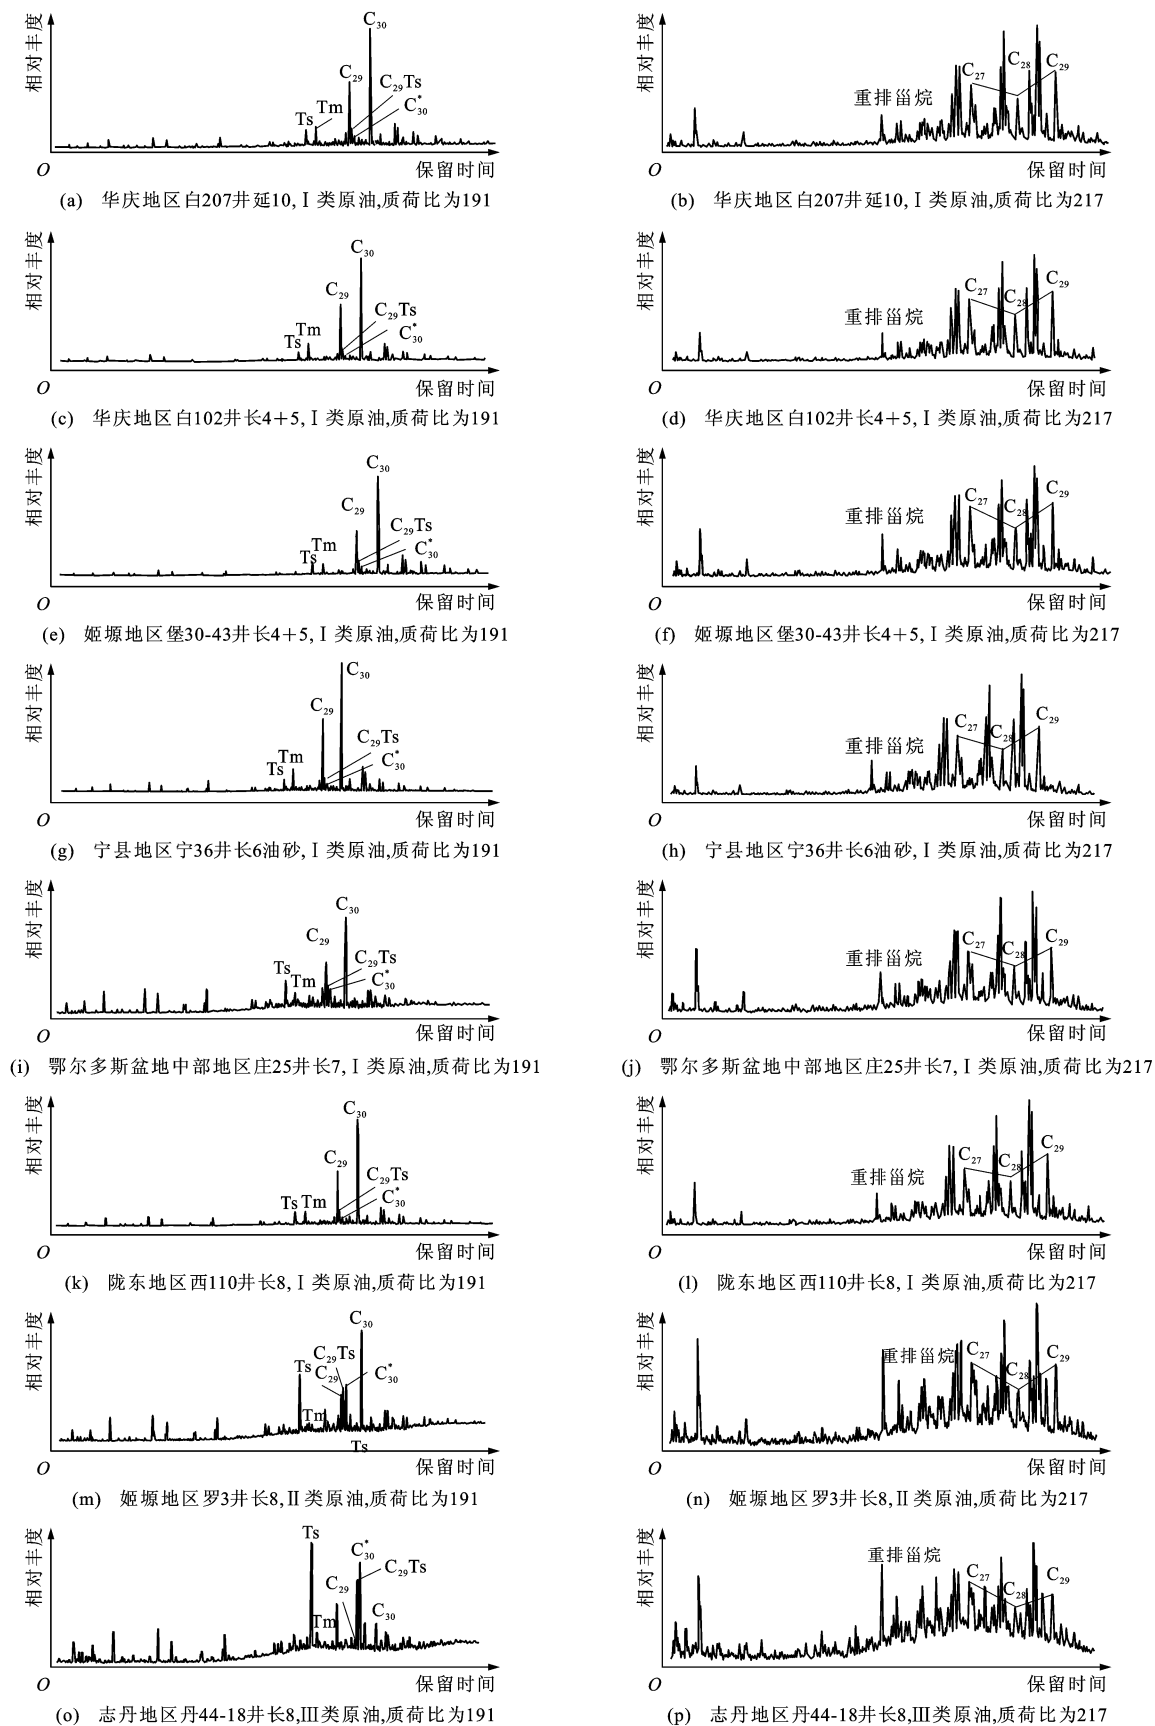 相对丰度
C₃₀
C₂₉
C₂₉Ts
Tm
C*₃₀
Ts
O
保留时间
(a) 华庆地区白207井延10,Ⅰ类原油,质荷比为191
相对丰度
C₂₇
C₂₈
C₂₉
重排甾烷
O
保留时间
(b) 华庆地区白207井延10,Ⅰ类原油,质荷比为217
相对丰度
C₃₀
C₂₉
C₂₉Ts
Tm
C*₃₀
Ts
O
保留时间
(c) 华庆地区白102井长4+5,Ⅰ类原油,质荷比为191
相对丰度
C₂₇
C₂₈
C₂₉
重排甾烷
O
保留时间
(d) 华庆地区白102井长4+5,Ⅰ类原油,质荷比为217
相对丰度
C₃₀
C₂₉
C₂₉Ts
Tm
C*₃₀
Ts
O
保留时间
(e) 姬塬地区堡30-43井长4+5,Ⅰ类原油,质荷比为191
相对丰度
C₂₇
C₂₈
C₂₉
重排甾烷
O
保留时间
(f) 姬塬地区堡30-43井长4+5,Ⅰ类原油,质荷比为217
相对丰度
C₃₀
C₂₉
C₂₉Ts
Tm
C*₃₀
Ts
O
保留时间
(g) 宁县地区宁36井长6油砂,Ⅰ类原油,质荷比为191
相对丰度
C₂₇
C₂₈
C₂₉
重排甾烷
O
保留时间
(h) 宁县地区宁36井长6油砂,Ⅰ类原油,质荷比为217
相对丰度
C₃₀
C₂₉
C₂₉Ts
Ts
Tm
C*₃₀
O
保留时间
(i) 鄂尔多斯盆地中部地区庄25井长7,Ⅰ类原油,质荷比为191
相对丰度
C₂₇
C₂₈
C₂₉
重排甾烷
O
保留时间
(j) 鄂尔多斯盆地中部地区庄25井长7,Ⅰ类原油,质荷比为217
相对丰度
C₃₀
C₂₉
C₂₉Ts
Ts
Tm
C*₃₀
O
保留时间
(k) 陇东地区西110井长8,Ⅰ类原油,质荷比为191
相对丰度
C₂₇
C₂₈
C₂₉
重排甾烷
O
保留时间
(l) 陇东地区西110井长8,Ⅰ类原油,质荷比为217
相对丰度
C₃₀
C₂₉Ts
Ts
C₂₉
C*₃₀
Tm
Ts
O
保留时间
(m) 姬塬地区罗3井长8,Ⅱ类原油,质荷比为191
相对丰度
重排甾烷
C₂₇
C₂₈
C₂₉
O
保留时间
(n) 姬塬地区罗3井长8,Ⅱ类原油,质荷比为217
相对丰度
Ts
C*₃₀
C₂₉Ts
C₂₉
Tm
C₃₀
O
保留时间
(o) 志丹地区丹44-18井长8,Ⅲ类原油,质荷比为191
相对丰度
重排甾烷
C₂₇
C₂₈
C₂₉
O
保留时间
(p) 志丹地区丹44-18井长8,Ⅲ类原油,质荷比为217